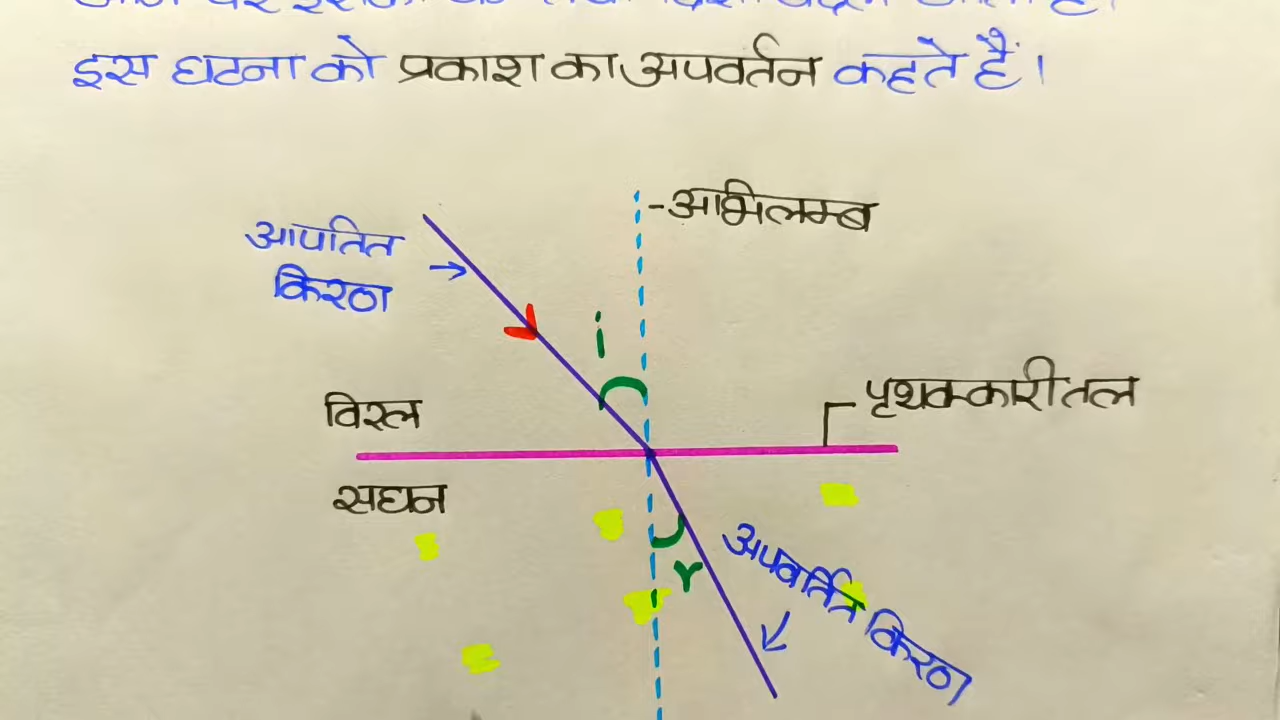 इस घटना को प्रकाश का अपवर्तन कहते हैं।
अभिलम्ब
आपतित
किरण
i
विरल
पृथक्कारी तल
सघन
r
अपवर्तित किरण